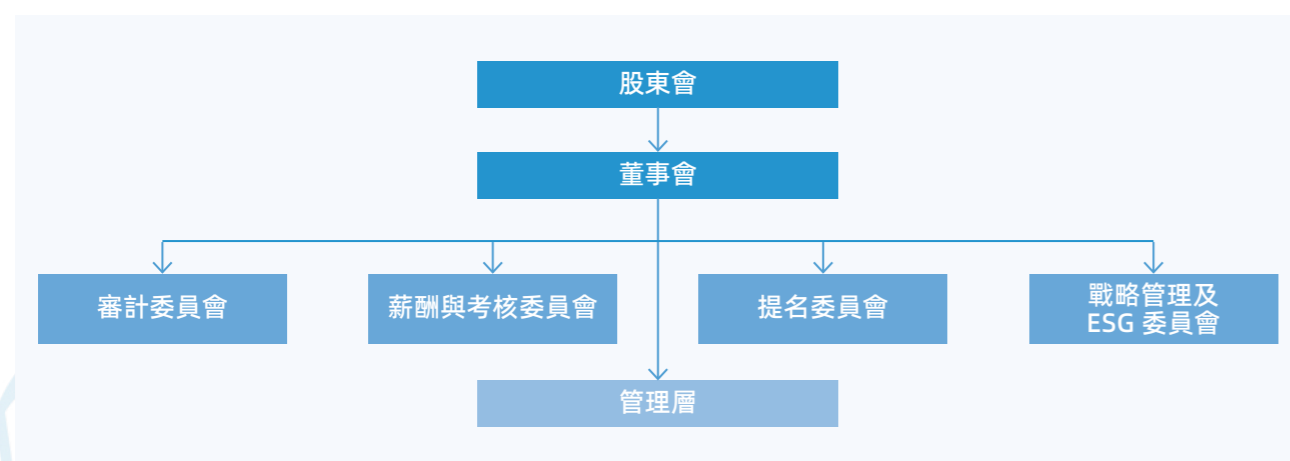 股東會
董事會
審計委員會
薪酬與考核委員會
提名委員會
戰略管理及
ESG 委員會
管理層